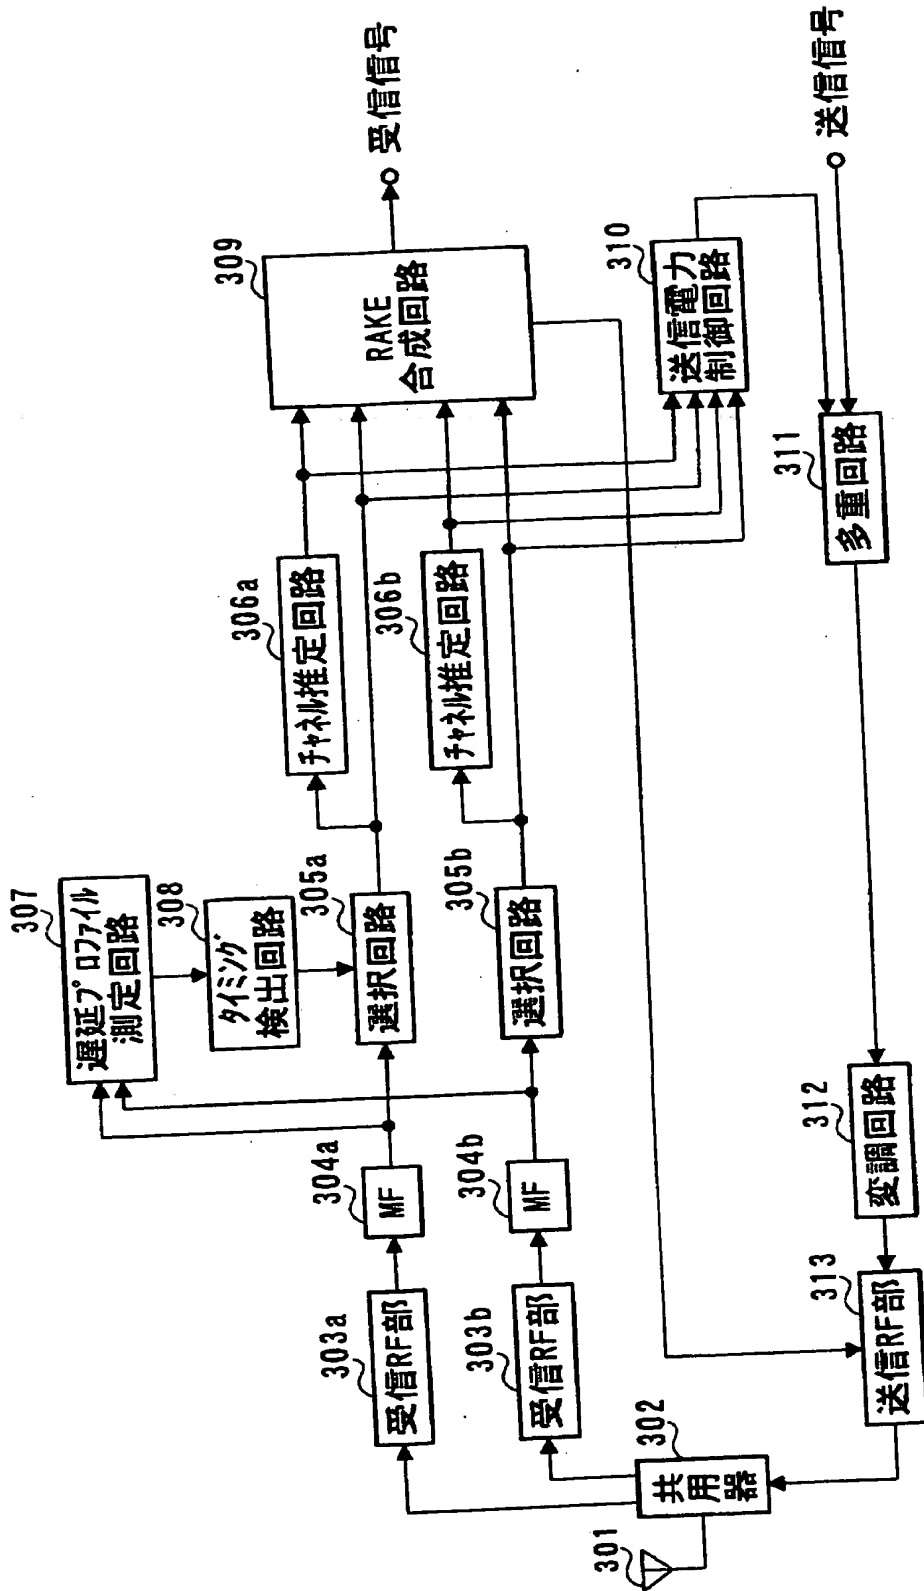 301
共用器
302
受信RF部
303a
受信RF部
303b
MF
304a
MF
304b
遅延プロファイル
測定回路
307
タイミング
検出回路
308
選択回路
305a
選択回路
305b
チャネル推定回路
306a
チャネル推定回路
306b
RAKE
合成回路
309
受信信号
送信電力
制御回路
310
送信信号
多重回路
311
変調回路
312
送信RF部
313